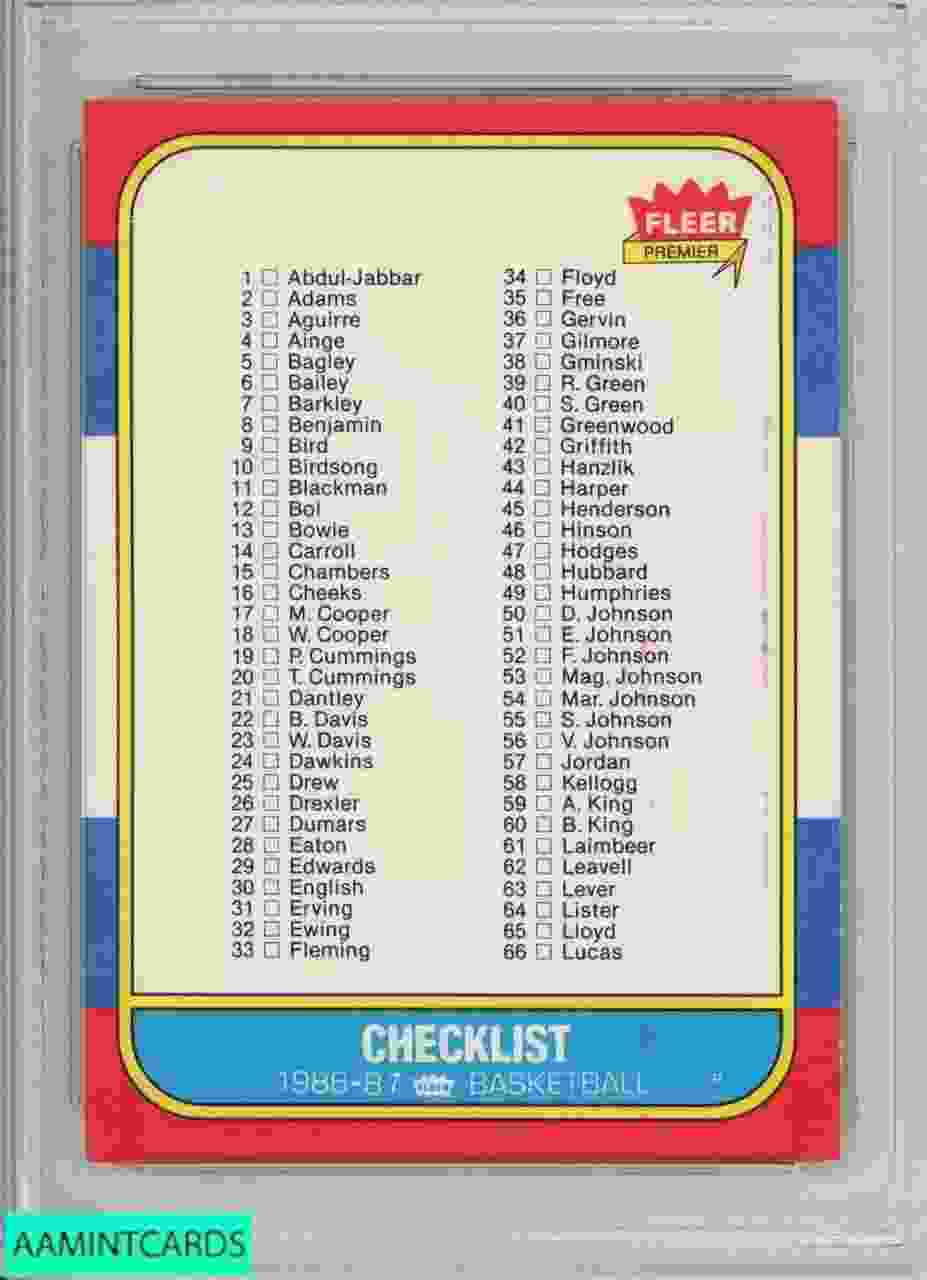 FLEER
PREMIER
1 Abdul-Jabbar
2 Adams
3 Aguirre
4 Ainge
5 Bagley
6 Bailey
7 Barkley
8 Benjamin
9 Bird
10 Birdsong
11 Blackman
12 Bol
13 Bowie
14 Carroll
15 Chambers
16 Cheeks
17 M. Cooper
18 W. Cooper
19 P. Cummings
20 T. Cummings
21 Dantley
22 B. Davis
23 W. Davis
24 Dawkins
25 Drew
26 Drexler
27 Dumars
28 Eaton
29 Edwards
30 English
31 Erving
32 Ewing
33 Fleming
34 Floyd
35 Free
36 Gervin
37 Gilmore
38 Gminski
39 R. Green
40 S. Green
41 Greenwood
42 Griffith
43 Hanzlik
44 Harper
45 Henderson
46 Hinson
47 Hodges
48 Hubbard
49 Humphries
50 D. Johnson
51 E. Johnson
52 F. Johnson
53 Mag. Johnson
54 Mar. Johnson
55 S. Johnson
56 V. Johnson
57 Jordan
58 Kellogg
59 A. King
60 B. King
61 Laimbeer
62 Leavell
63 Lever
64 Lister
65 Lloyd
66 Lucas
CHECKLIST
1986-87 BASKETBALL
AAMINTCARDS